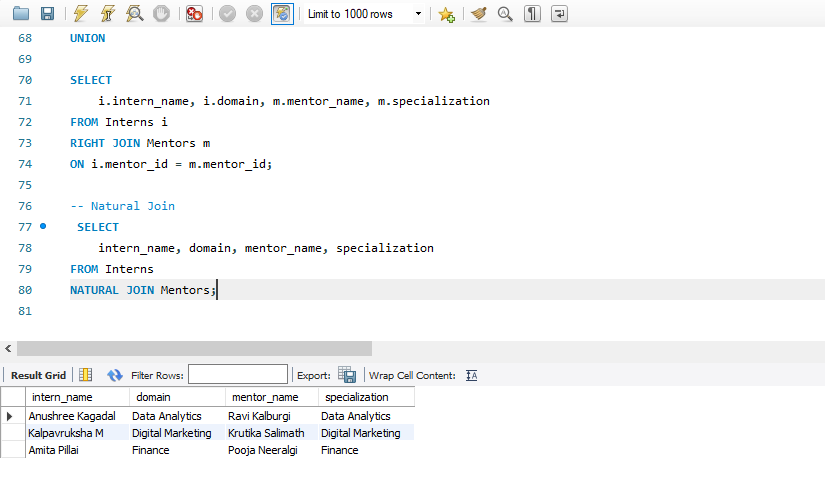 Limit to 1000 rows
68 UNION
69
70 SELECT
71 i.intern_name, i.domain, m.mentor_name, m.specialization
72 FROM Interns i
73 RIGHT JOIN Mentors m
74 ON i.mentor_id = m.mentor_id;
75
76 -- Natural Join
77 SELECT
78 intern_name, domain, mentor_name, specialization
79 FROM Interns
80 NATURAL JOIN Mentors;
81
Result Grid Filter Rows: Export: Wrap Cell Content:
intern_name domain mentor_name specialization
Anushree Kagadal Data Analytics Ravi Kalburgi Data Analytics
Kalpavruksha M Digital Marketing Krutika Salimath Digital Marketing
Amita Pillai Finance Pooja Neeralgi Finance